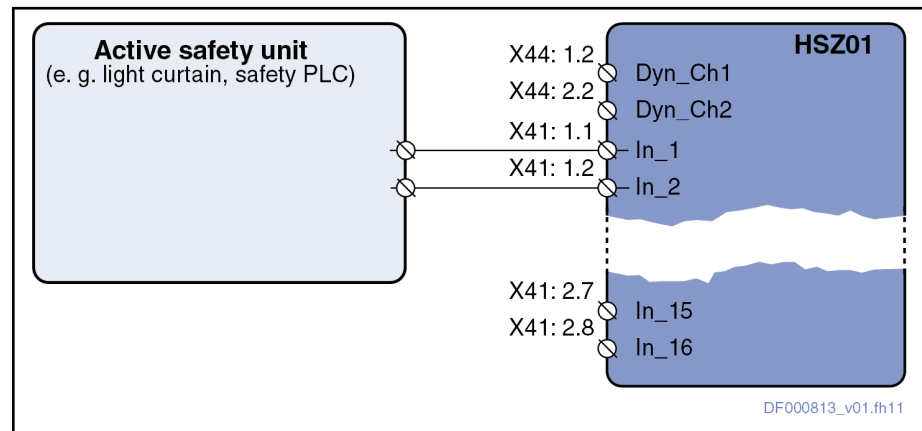 Active safety unit
(e. g. light curtain, safety PLC)
HSZ01
X44: 1.2
Dyn_Ch1
X44: 2.2
Dyn_Ch2
X41: 1.1
In_1
X41: 1.2
In_2
X41: 2.7
In_15
X41: 2.8
In_16
DF000813_v01.fh11